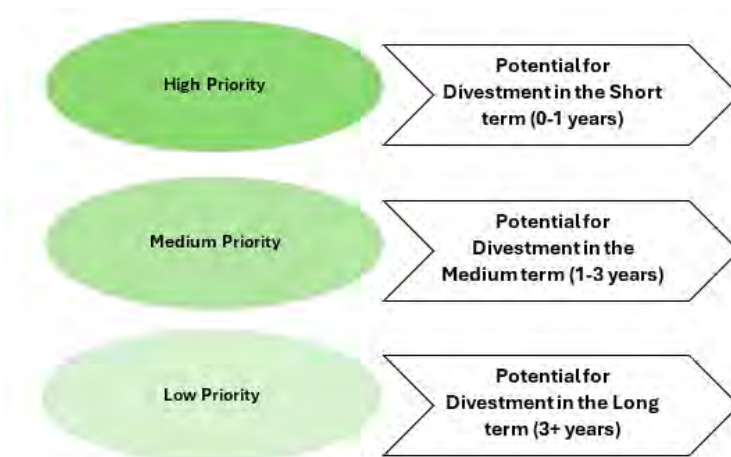 High Priority
Potential for
Divestment in the Short
term (0-1 years)
Medium Priority
Potential for
Divestment in the
Medium term (1-3 years)
Low Priority
Potential for
Divestment in the Long
term (3+ years)